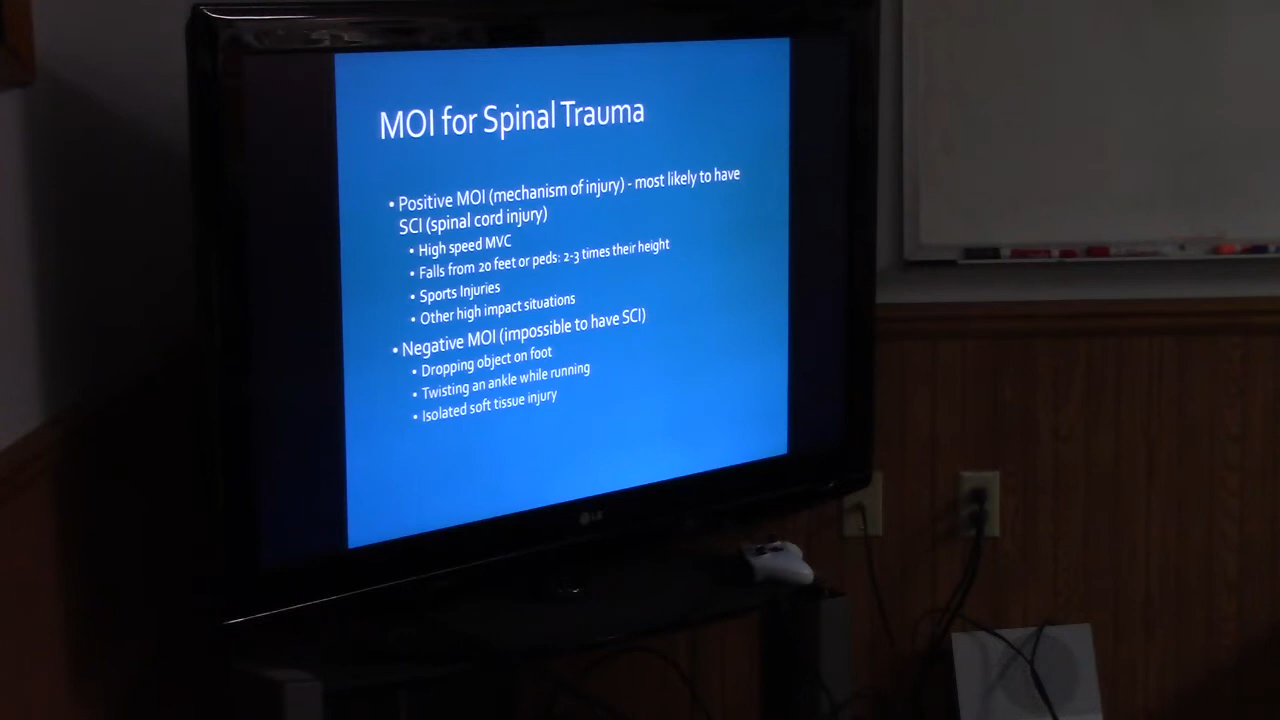 MOI for Spinal Trauma
• Positive MOI (mechanism of injury) - most likely to have
SCI (spinal cord injury)
• High speed MVC
• Falls from 20 feet or peds: 2-3 times their height
• Sports Injuries
• Other high impact situations
• Negative MOI (impossible to have SCI)
• Dropping object on foot
• Twisting an ankle while running
• Isolated soft tissue injury
LG